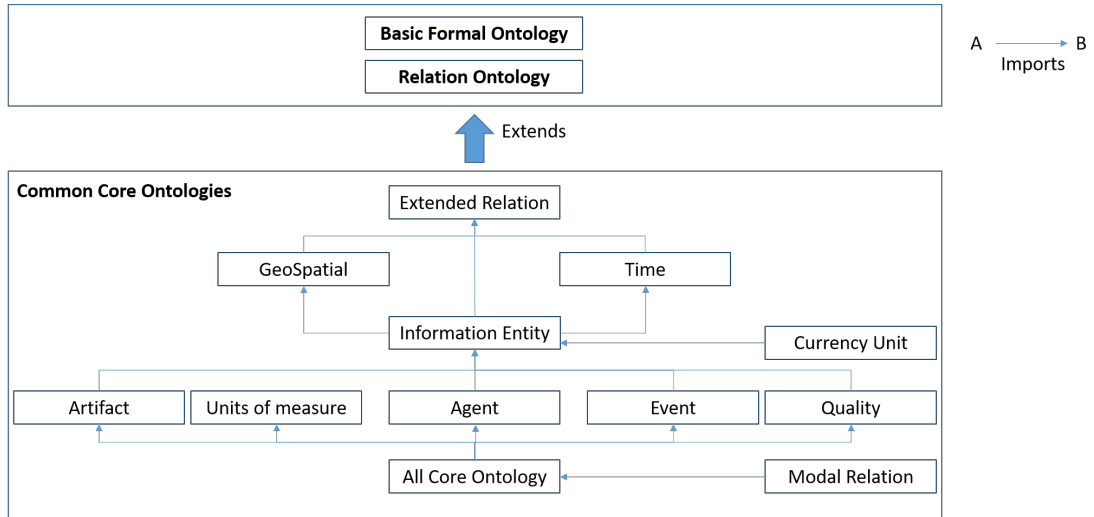 Basic Formal Ontology
A B
Imports
Relation Ontology
Extends
Common Core Ontologies
Extended Relation
GeoSpatial
Time
Information Entity
Currency Unit
Artifact
Units of measure
Agent
Event
Quality
All Core Ontology
Modal Relation